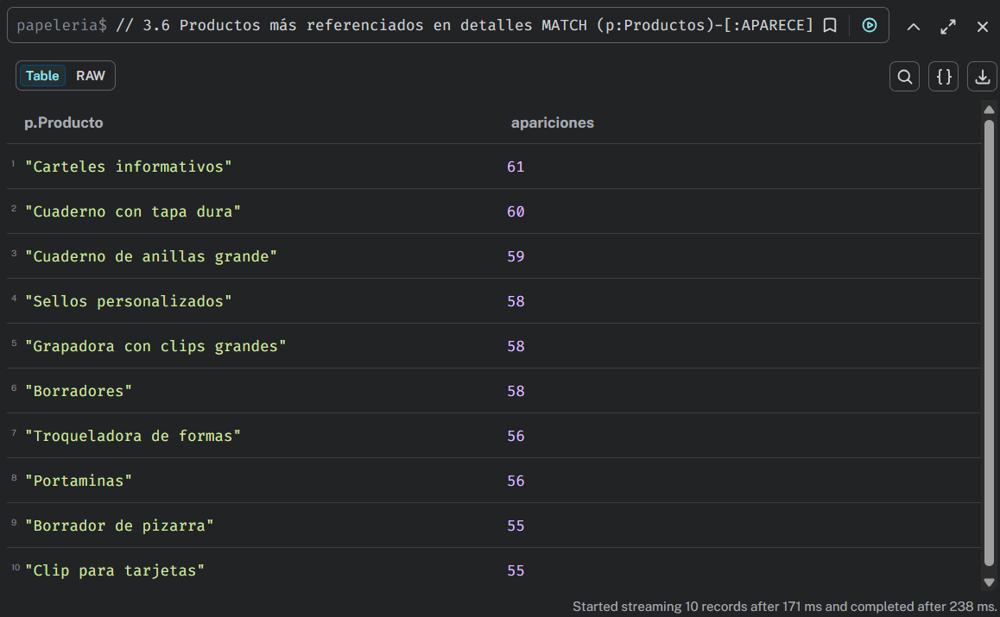 papeleria$ // 3.6 Productos más referenciados en detalles MATCH (p:Productos)-[:APARECE]
Table RAW
p.Producto apariciones
1 "Carteles informativos" 61
2 "Cuaderno con tapa dura" 60
3 "Cuaderno de anillas grande" 59
4 "Sellos personalizados" 58
5 "Grapadora con clips grandes" 58
6 "Borradores" 58
7 "Troqueladora de formas" 56
8 "Portaminas" 56
9 "Borrador de pizarra" 55
10 "Clip para tarjetas" 55
Started streaming 10 records after 171 ms and completed after 238 ms.